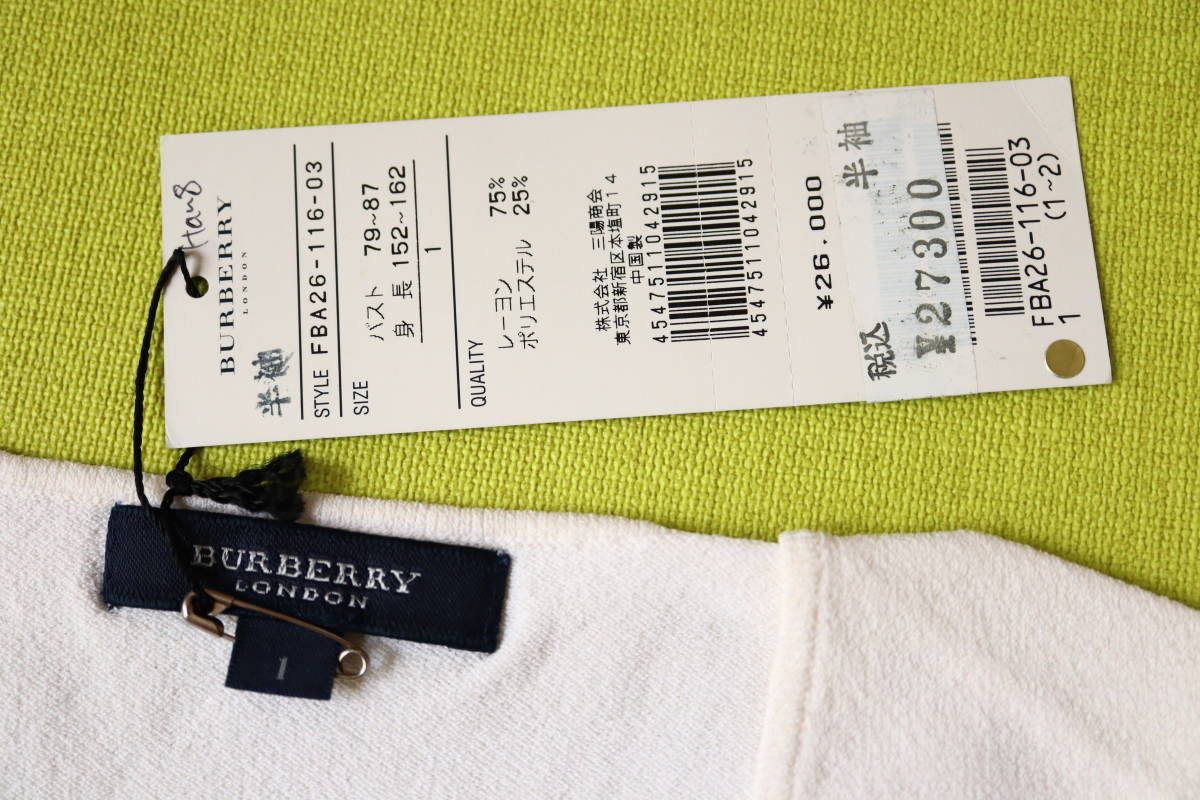 Hang
BURBERRY
LONDON
半袖
STYLE FBA26-116-03
SIZE
バスト 79~87
身 長 152~162
1
QUALITY
レーヨン 75%
ポリエステル 25%
株式会社 三陽商会
東京都新宿区本塩町14
中国製
4547511042915
4547511042915
¥26.000
税込 半袖
¥27300
FBA26-116-03
1 (1~2)
BURBERRY
LONDON
1